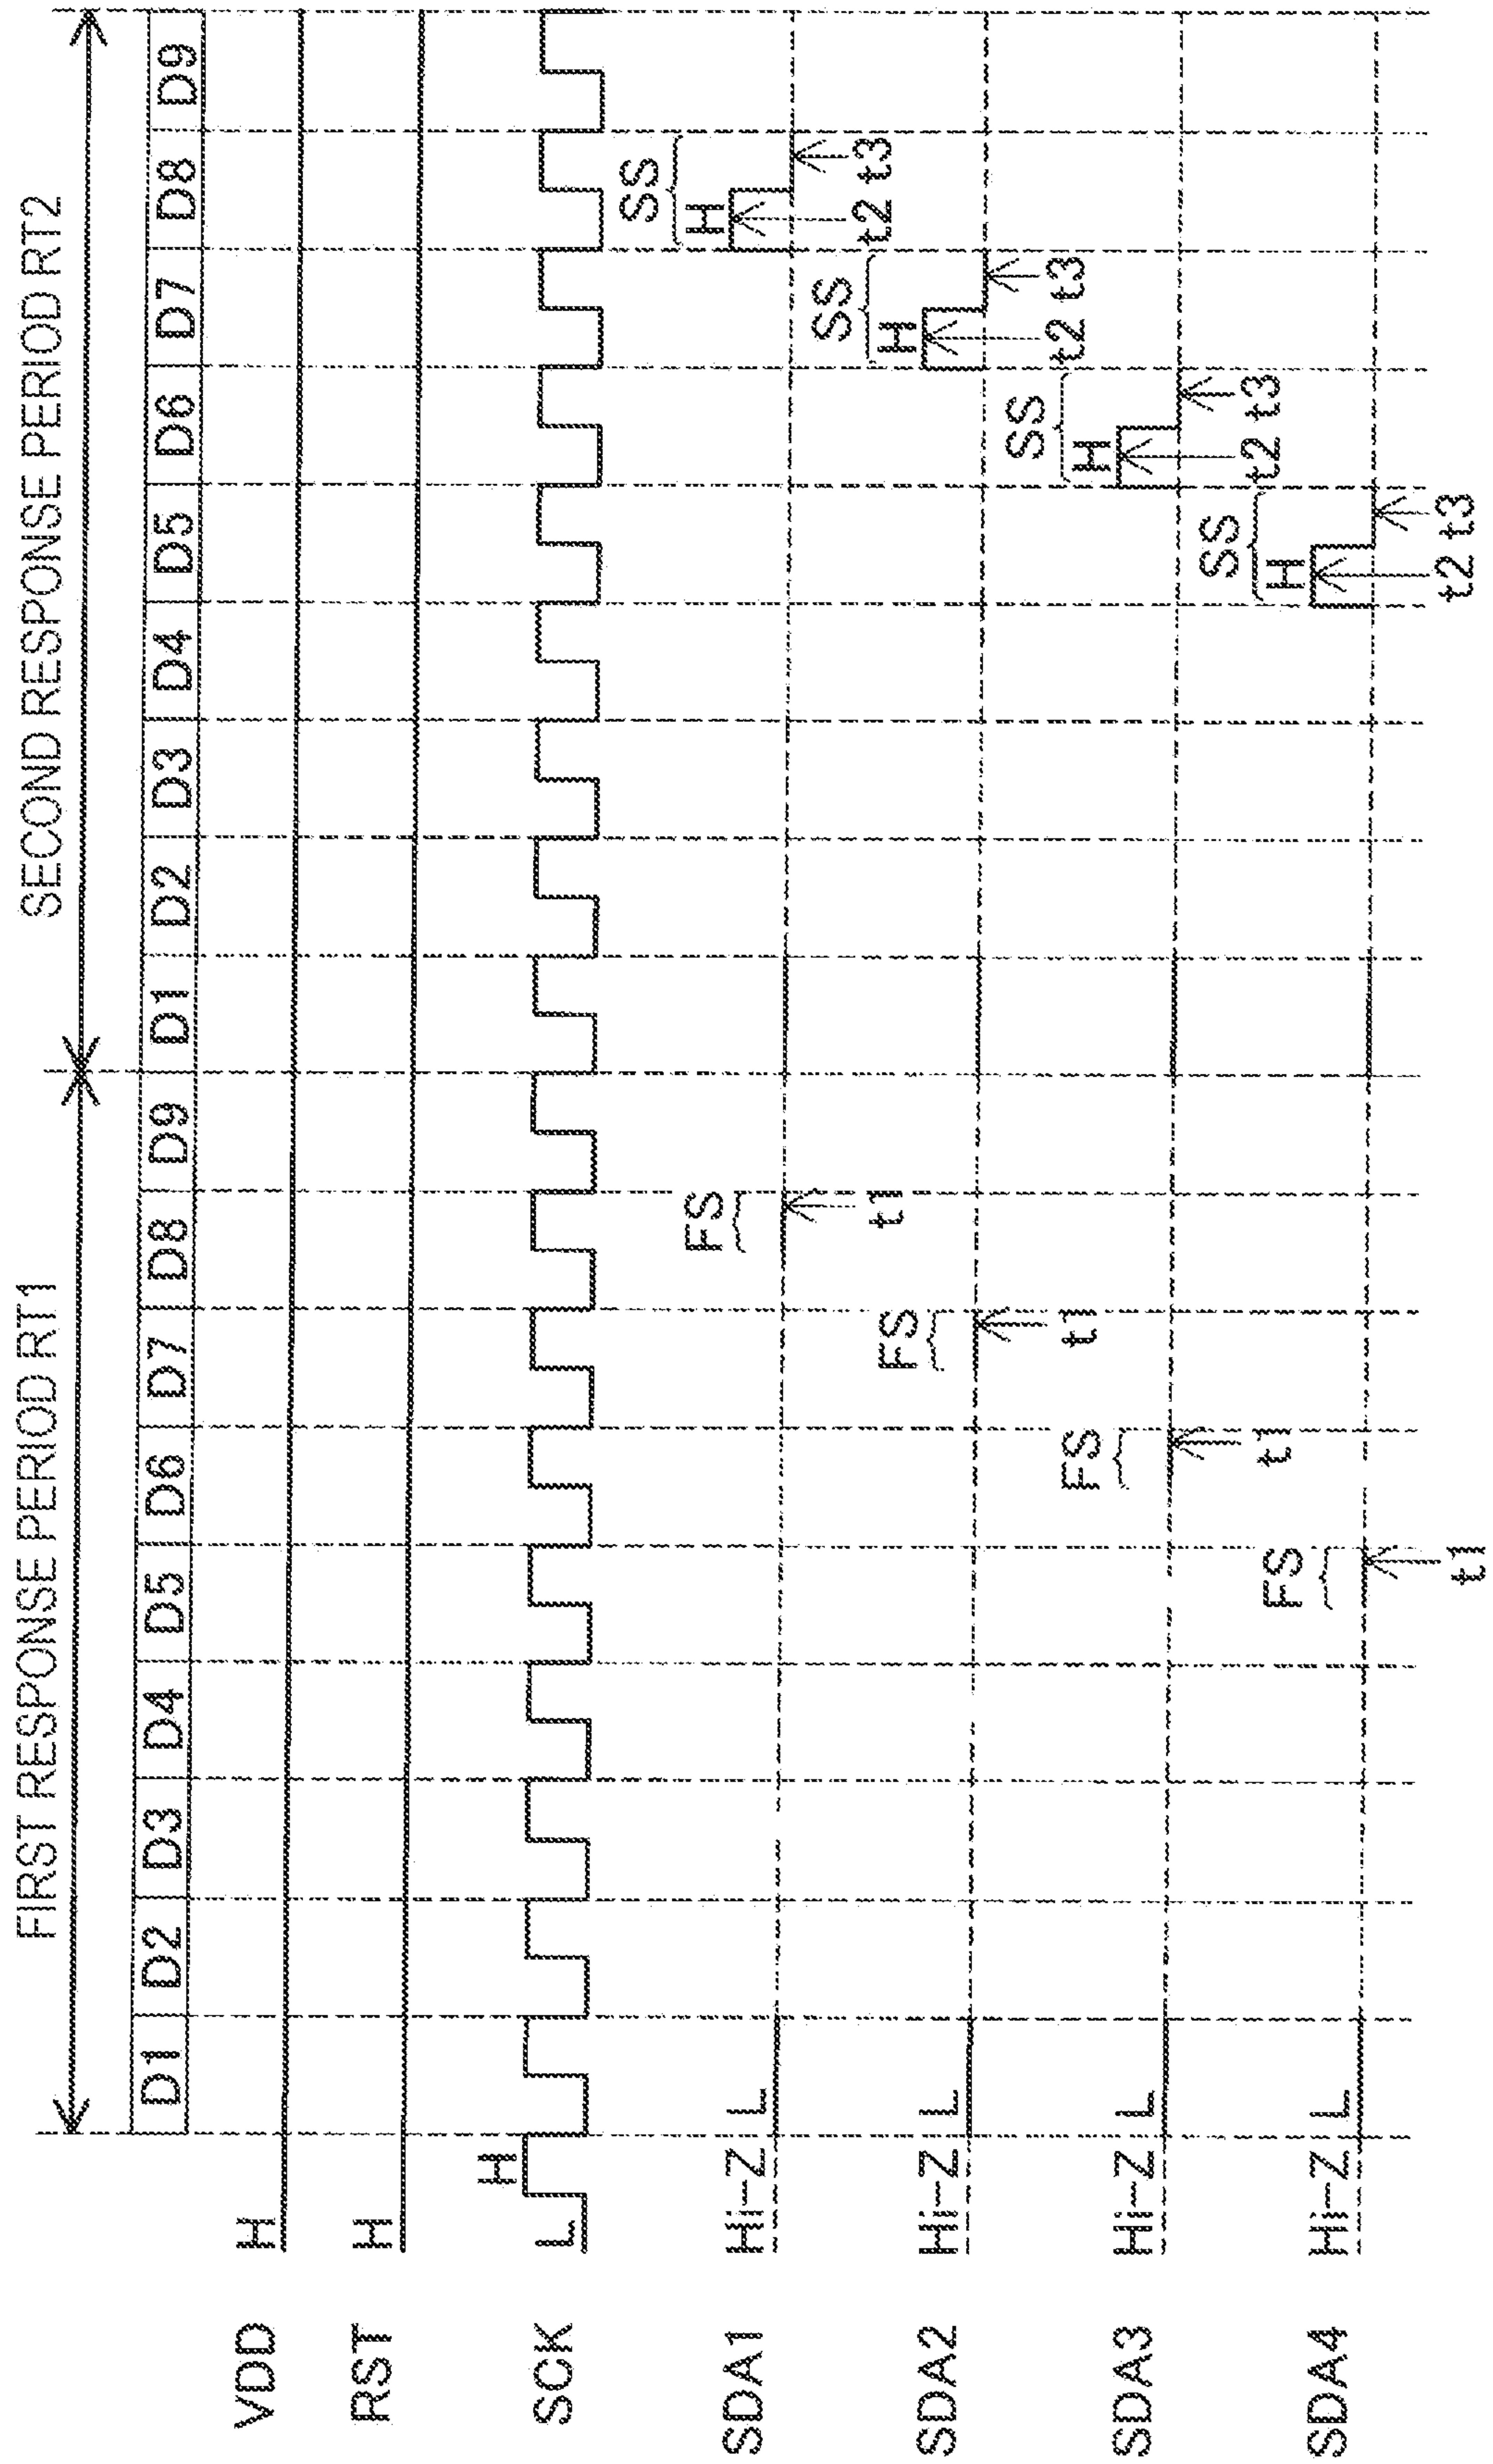 FIRST RESPONSE PERIOD RT1 SECOND RESPONSE PERIOD RT2
D1 D2 D3 D4 D5 D6 D7 D8 D9 D1 D2 D3 D4 D5 D6 D7 D8 D9
VDD H
RST H
SCK L H
SDA1 Hi-Z L FS t1 SS H t2 t3
SDA2 Hi-Z L FS t1 SS H t2 t3
SDA3 Hi-Z L FS t1 SS H t2 t3
SDA4 Hi-Z L FS t1 SS H t2 t3